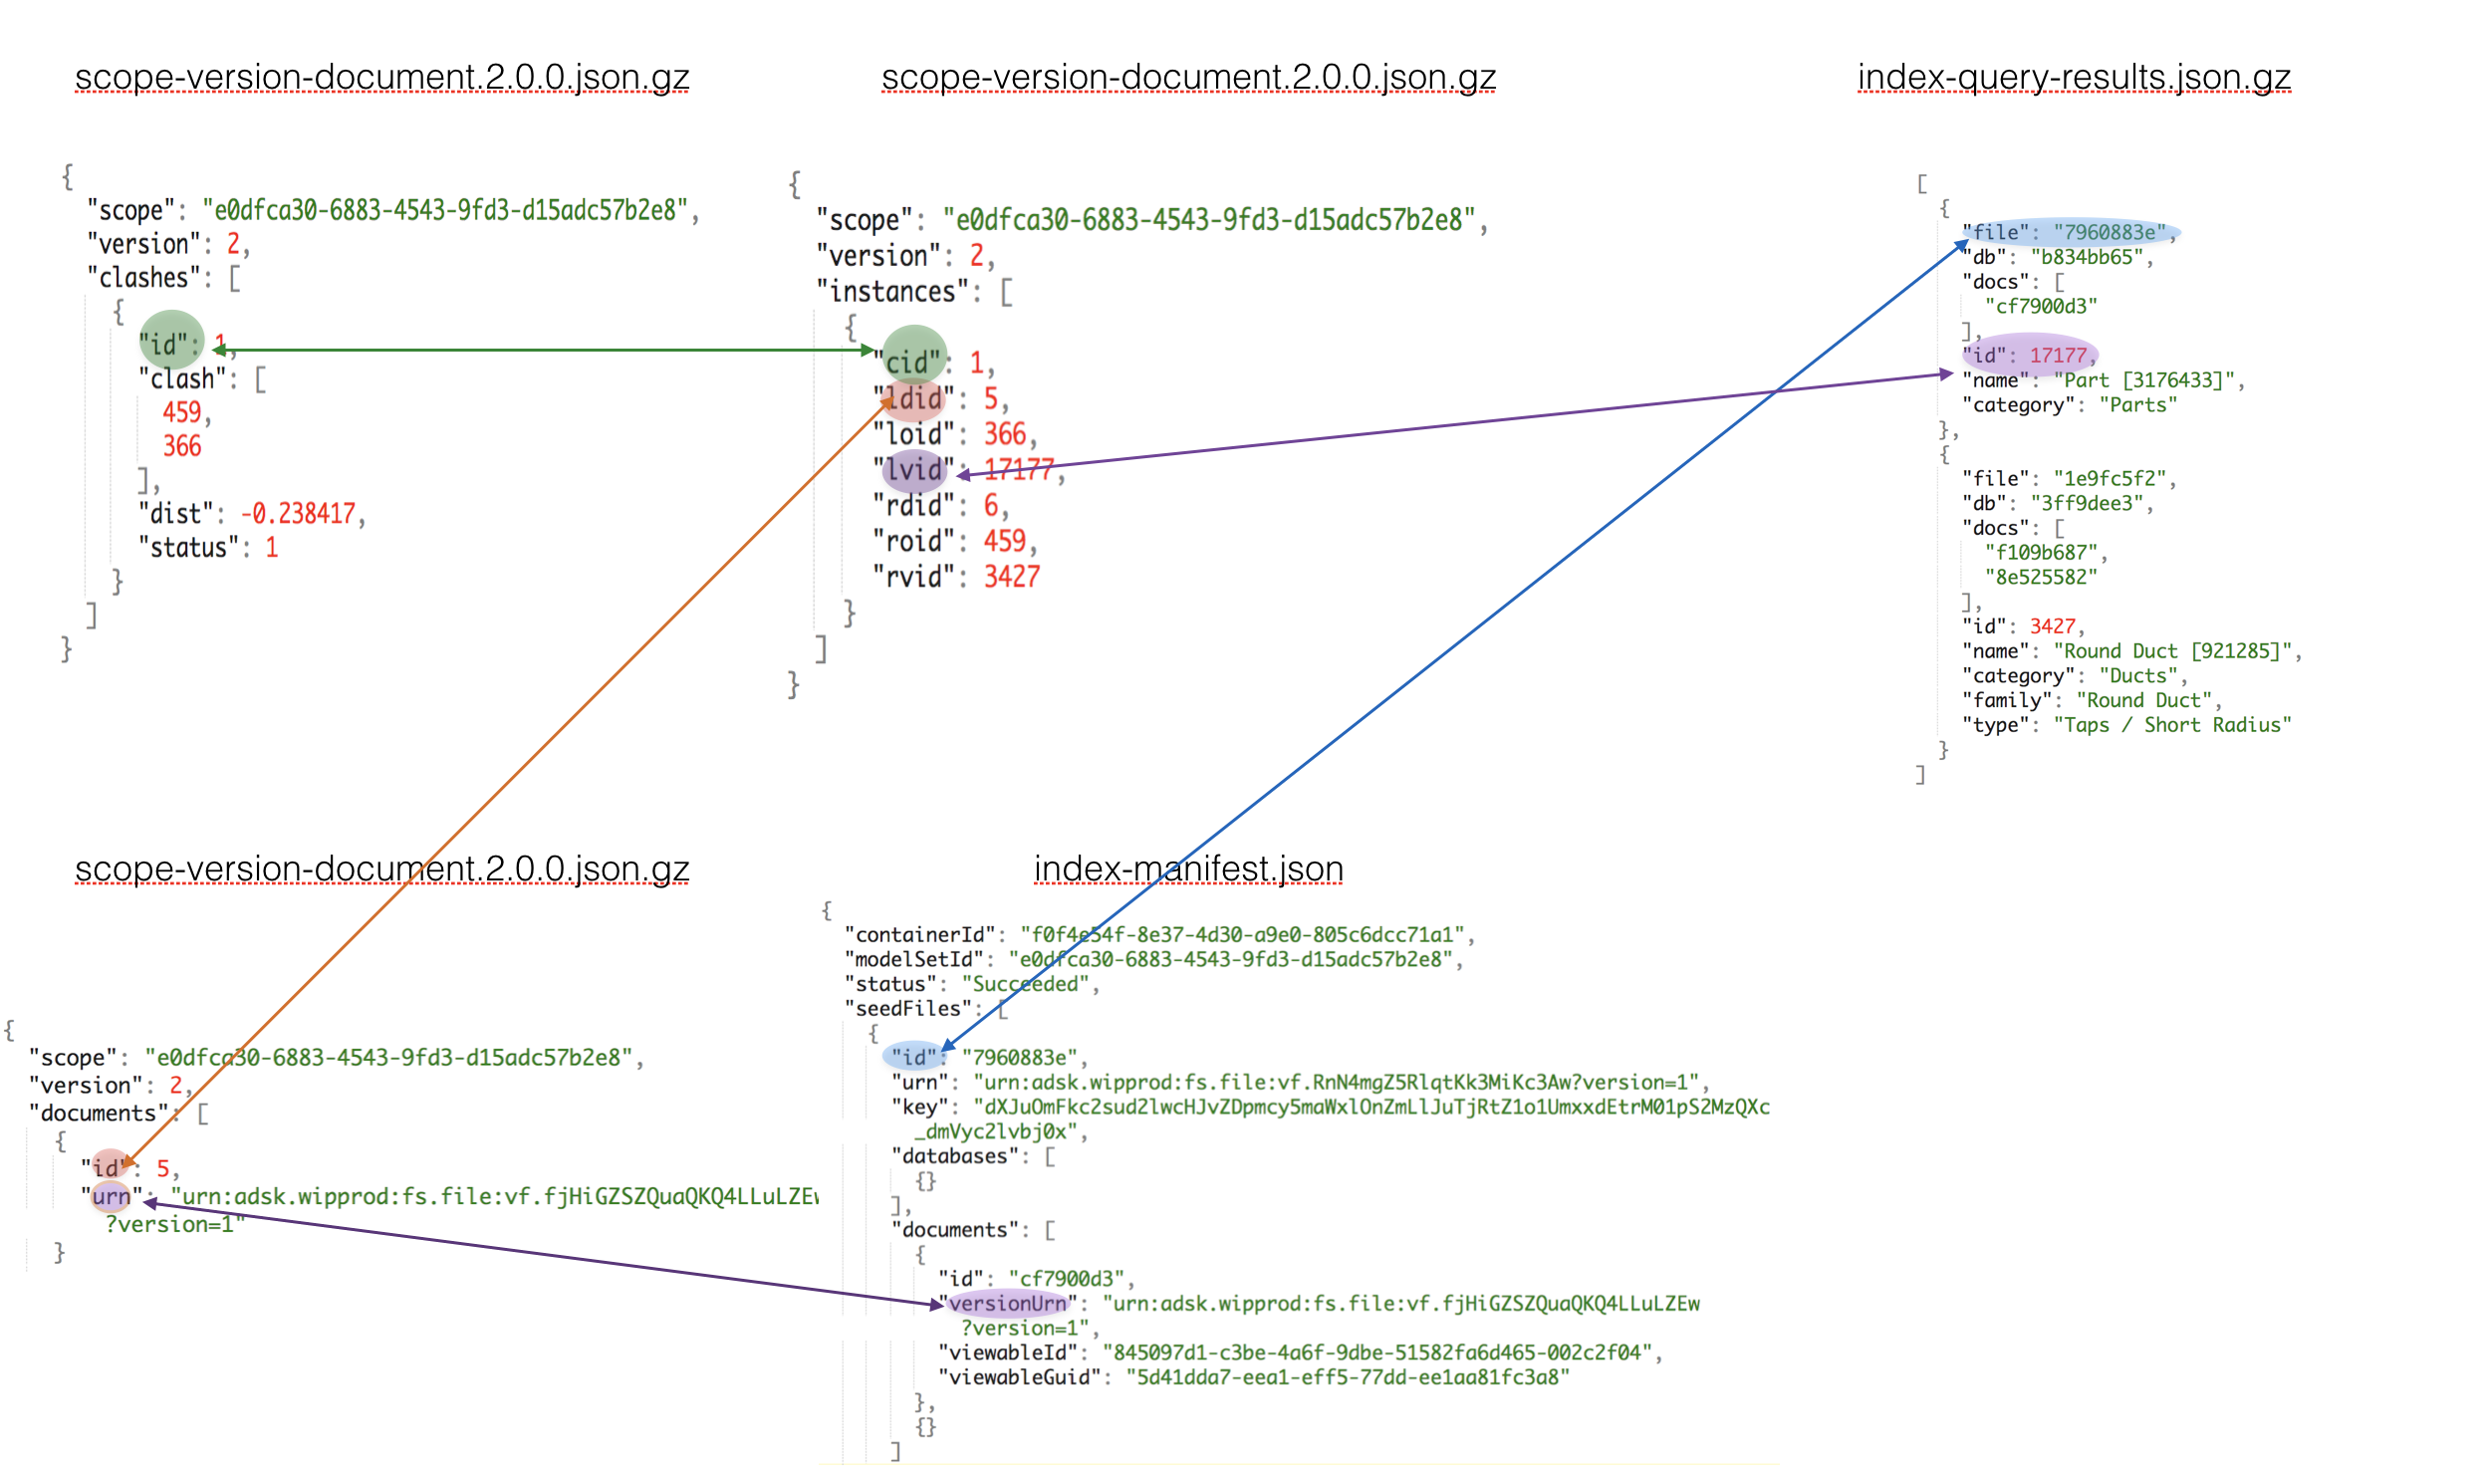 scope-version-document.2.0.0.json.gz
{
"scope": "e0dfca30-6883-4543-9fd3-d15adc57b2e8",
"version": 2,
"clashes": [
{
"id": 1,
"clash": [
459,
366
],
"dist": -0.238417,
"status": 1
}
]
}
scope-version-document.2.0.0.json.gz
{
"scope": "e0dfca30-6883-4543-9fd3-d15adc57b2e8",
"version": 2,
"instances": [
{
"cid": 1,
"ldid": 5,
"loid": 366,
"lvid": 17177,
"rdid": 6,
"roid": 459,
"rvid": 3427
}
]
}
index-query-results.json.gz
[
{
"file": "7960883e",
"db": "b834bb65",
"docs": [
"cf7900d3"
],
"id": 17177,
"name": "Part [3176433]",
"category": "Parts"
},
{
"file": "1e9fc5f2",
"db": "3ff9dee3",
"docs": [
"f109b687",
"8e525582"
],
"id": 3427,
"name": "Round Duct [921285]",
"category": "Ducts",
"family": "Round Duct",
"type": "Taps / Short Radius"
}
]
scope-version-document.2.0.0.json.gz
{
"scope": "e0dfca30-6883-4543-9fd3-d15adc57b2e8",
"version": 2,
"documents": [
{
"id": 5,
"urn": "urn:adsk.wipprod:fs.file:vf.fjHiGZSZQuaQKQ4LLuLZEw
?version=1"
}
index-manifest.json
{
"containerId": "f0f4e54f-8e37-4d30-a9e0-805c6dcc71a1",
"modelSetId": "e0dfca30-6883-4543-9fd3-d15adc57b2e8",
"status": "Succeeded",
"seedFiles": [
{
"id": "7960883e",
"urn": "urn:adsk.wipprod:fs.file:vf.RnN4mgZ5RlqtKk3MiKc3Aw?version=1",
"key": "dXJuOmFkc2sud2lwcHJvZDpmcy5maWxlOnZmLlJuTjRtZ1o1UmxxdEtrM01pS2MzQXc
_dmVyc2lvbj0x",
"databases": [
{}
],
"documents": [
{
"id": "cf7900d3",
"versionUrn": "urn:adsk.wipprod:fs.file:vf.fjHiGZSZQuaQKQ4LLuLZEw
?version=1",
"viewableId": "845097d1-c3be-4a6f-9dbe-51582fa6d465-002c2f04",
"viewableGuid": "5d41dda7-eea1-eff5-77dd-ee1aa81fc3a8"
},
{}
]